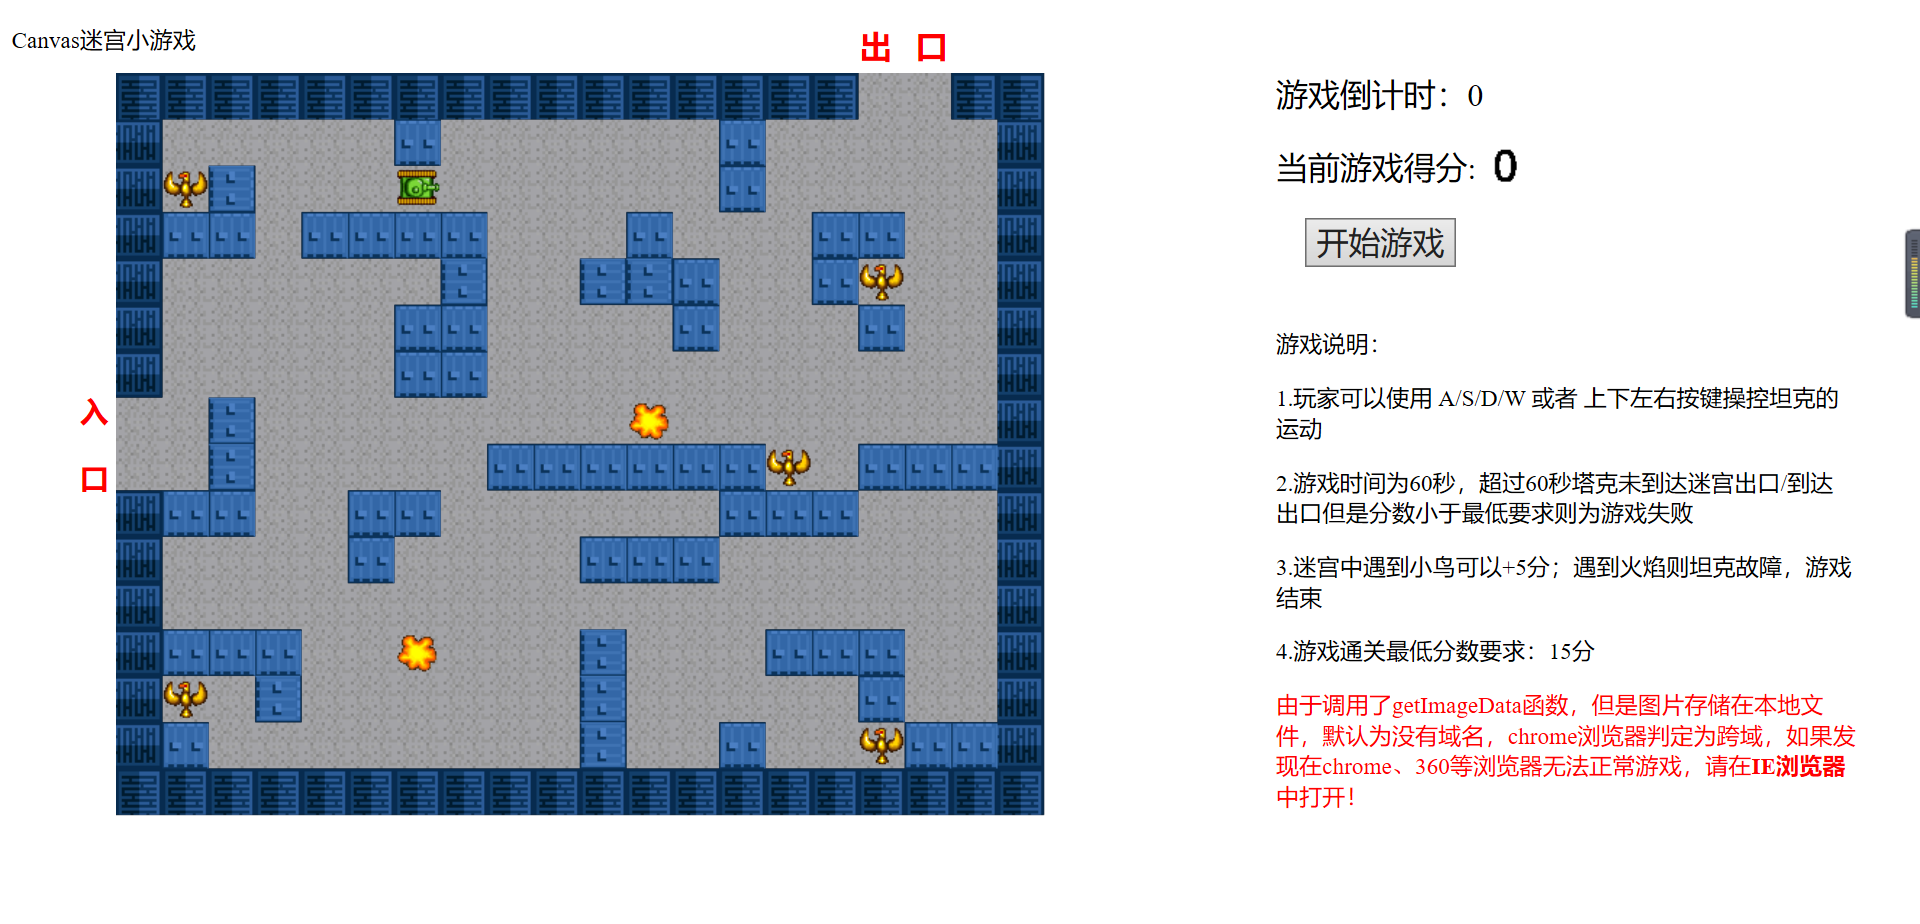 Canvas迷宫小游戏
出 口
入
口
游戏倒计时：0
当前游戏得分：0
开始游戏
游戏说明：
1.玩家可以使用 A/S/D/W 或者 上下左右按键操控坦克的
运动
2.游戏时间为60秒，超过60秒塔克未到达迷宫出口/到达
出口但是分数小于最低要求则为游戏失败
3.迷宫中遇到小鸟可以+5分；遇到火焰则坦克故障，游戏
结束
4.游戏通关最低分数要求：15分
由于调用了getImageData函数，但是图片存储在本地文
件，默认为没有域名，chrome浏览器判定为跨域，如果发
现在chrome、360等浏览器无法正常游戏，请在IE浏览器
中打开！